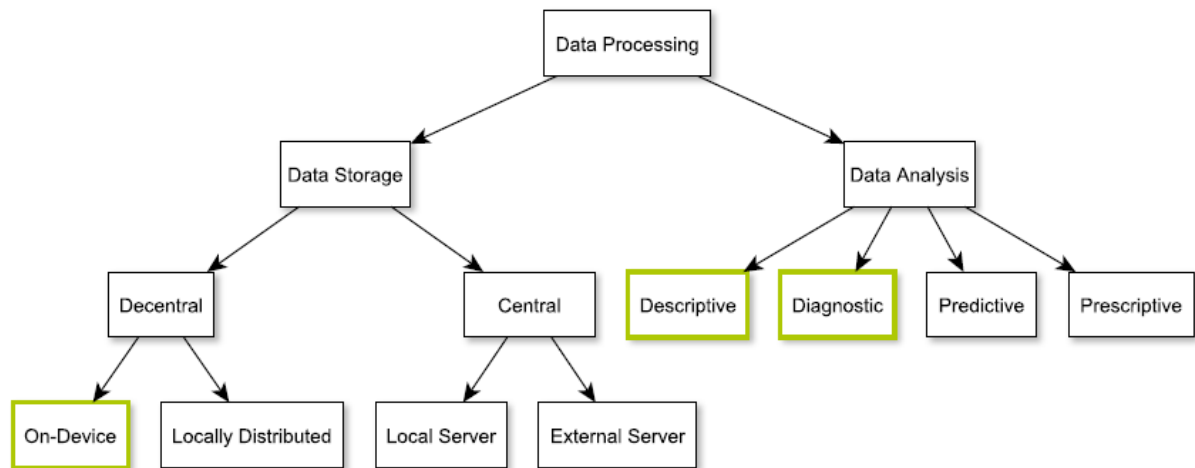 Data Processing
Data Storage
Data Analysis
Decentral
Central
Descriptive
Diagnostic
Predictive
Prescriptive
On-Device
Locally Distributed
Local Server
External Server